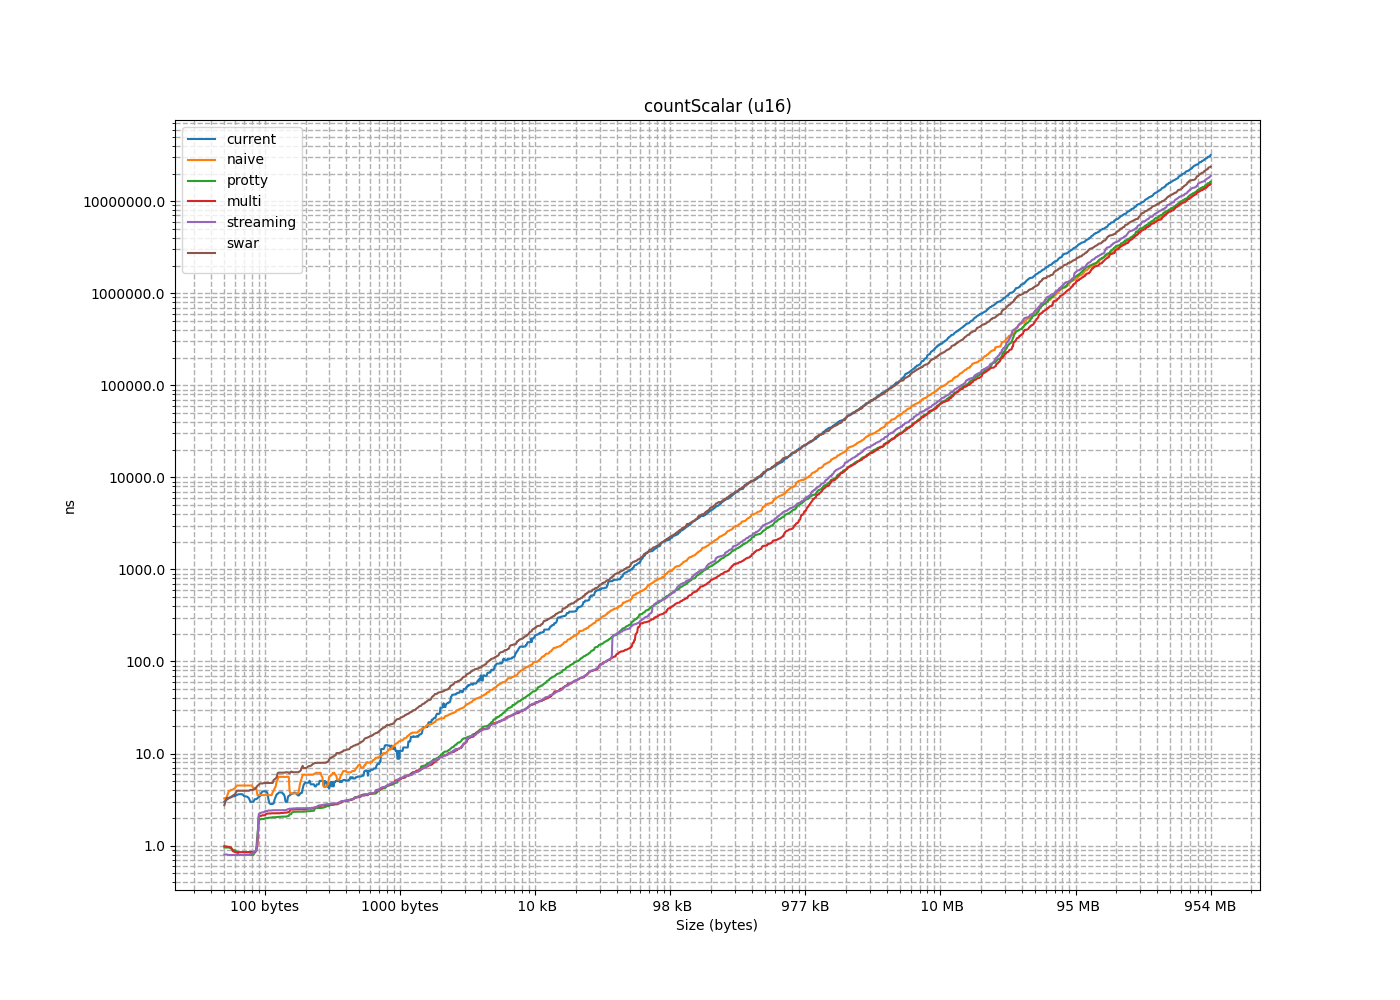 countScalar (u16)
current
naive
protty
multi
streaming
swar
10000000.0
1000000.0
100000.0
10000.0
1000.0
100.0
10.0
1.0
ns
100 bytes 1000 bytes 10 kB 98 kB 977 kB 10 MB 95 MB 954 MB
Size (bytes)